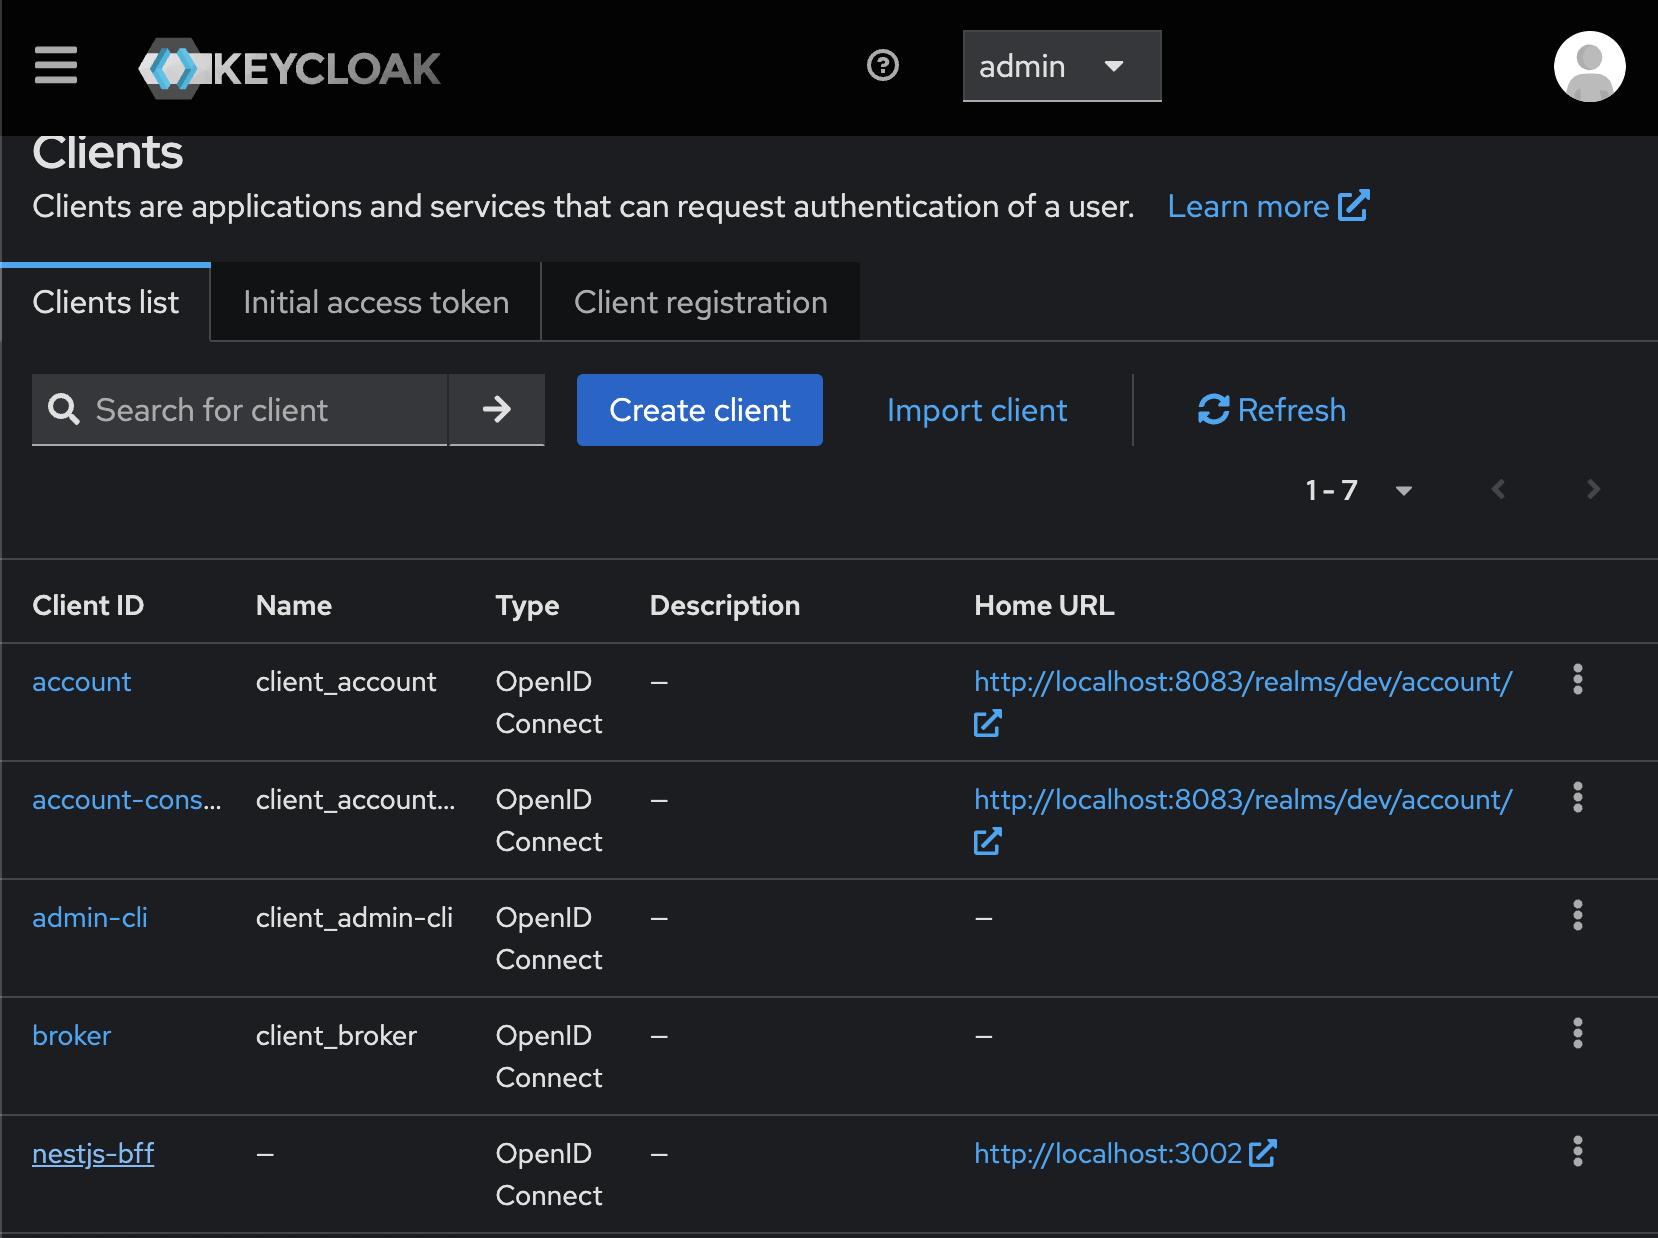 KEYCLOAK
admin
Clients
Clients are applications and services that can request authentication of a user. Learn more
Clients list Initial access token Client registration
Search for client Create client Import client Refresh
1 - 7
Client ID Name Type Description Home URL
account client_account OpenID Connect – http://localhost:8083/realms/dev/account/
account-cons... client_account... OpenID Connect – http://localhost:8083/realms/dev/account/
admin-cli client_admin-cli OpenID Connect – –
broker client_broker OpenID Connect – –
nestjs-bff – OpenID Connect – http://localhost:3002